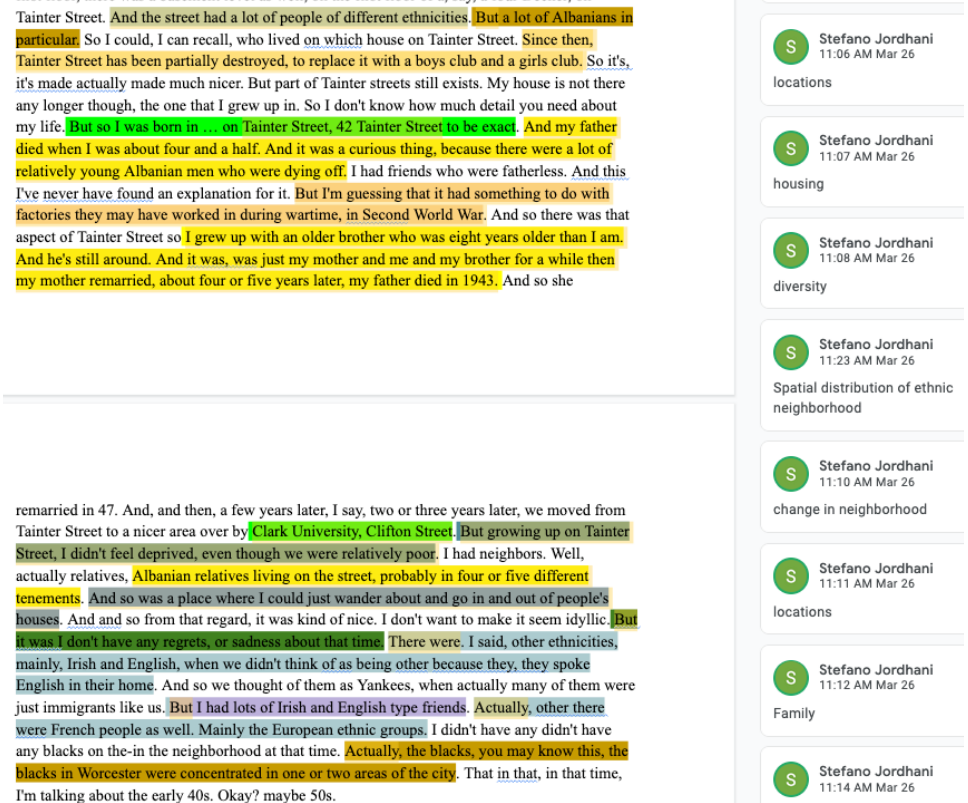 Tainter Street. And the street had a lot of people of different ethnicities. But a lot of Albanians in
particular. So I could, I can recall, who lived on which house on Tainter Street. Since then,
Tainter Street has been partially destroyed, to replace it with a boys club and a girls club. So it's,
it's made actually made much nicer. But part of Tainter streets still exists. My house is not there
any longer though, the one that I grew up in. So I don't know how much detail you need about
my life. But so I was born in … on Tainter Street, 42 Tainter Street to be exact. And my father
died when I was about four and a half. And it was a curious thing, because there were a lot of
relatively young Albanian men who were dying off. I had friends who were fatherless. And this
I've never have found an explanation for it. But I'm guessing that it had something to do with
factories they may have worked in during wartime, in Second World War. And so there was that
aspect of Tainter Street so I grew up with an older brother who was eight years older than I am.
And he's still around. And it was, was just my mother and me and my brother for a while then
my mother remarried, about four or five years later, my father died in 1943. And so she
remarried in 47. And, and then, a few years later, I say, two or three years later, we moved from
Tainter Street to a nicer area over by Clark University, Clifton Street. But growing up on Tainter
Street, I didn't feel deprived, even though we were relatively poor. I had neighbors. Well,
actually relatives, Albanian relatives living on the street, probably in four or five different
tenements. And so was a place where I could just wander about and go in and out of people's
houses. And and so from that regard, it was kind of nice. I don't want to make it seem idyllic. But
it was I don't have any regrets, or sadness about that time. There were. I said, other ethnicities,
mainly, Irish and English, when we didn't think of as being other because they, they spoke
English in their home. And so we thought of them as Yankees, when actually many of them were
just immigrants like us. But I had lots of Irish and English type friends. Actually, other there
were French people as well. Mainly the European ethnic groups. I didn't have any didn't have
any blacks on the-in the neighborhood at that time. Actually, the blacks, you may know this, the
blacks in Worcester were concentrated in one or two areas of the city. That in that, in that time,
I'm talking about the early 40s. Okay? maybe 50s.
S
Stefano Jordhani
11:06 AM Mar 26
locations
S
Stefano Jordhani
11:07 AM Mar 26
housing
S
Stefano Jordhani
11:08 AM Mar 26
diversity
S
Stefano Jordhani
11:23 AM Mar 26
Spatial distribution of ethnic
neighborhood
S
Stefano Jordhani
11:10 AM Mar 26
change in neighborhood
S
Stefano Jordhani
11:11 AM Mar 26
locations
S
Stefano Jordhani
11:12 AM Mar 26
Family
S
Stefano Jordhani
11:14 AM Mar 26